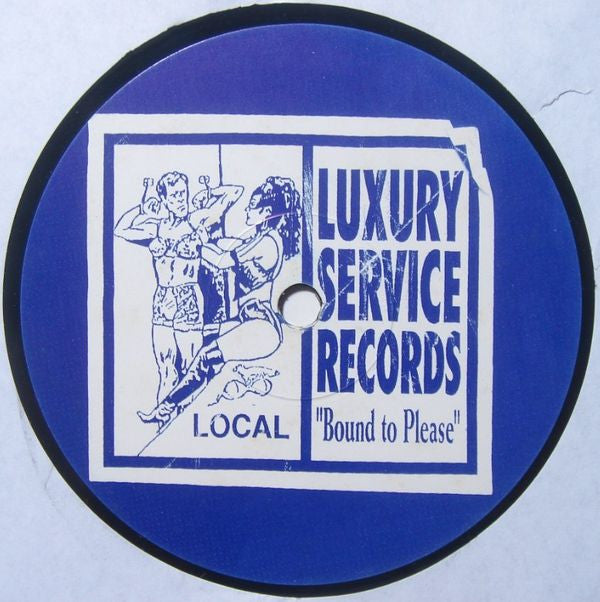 LUXURY
SERVICE
RECORDS
"Bound to Please"
LOCAL